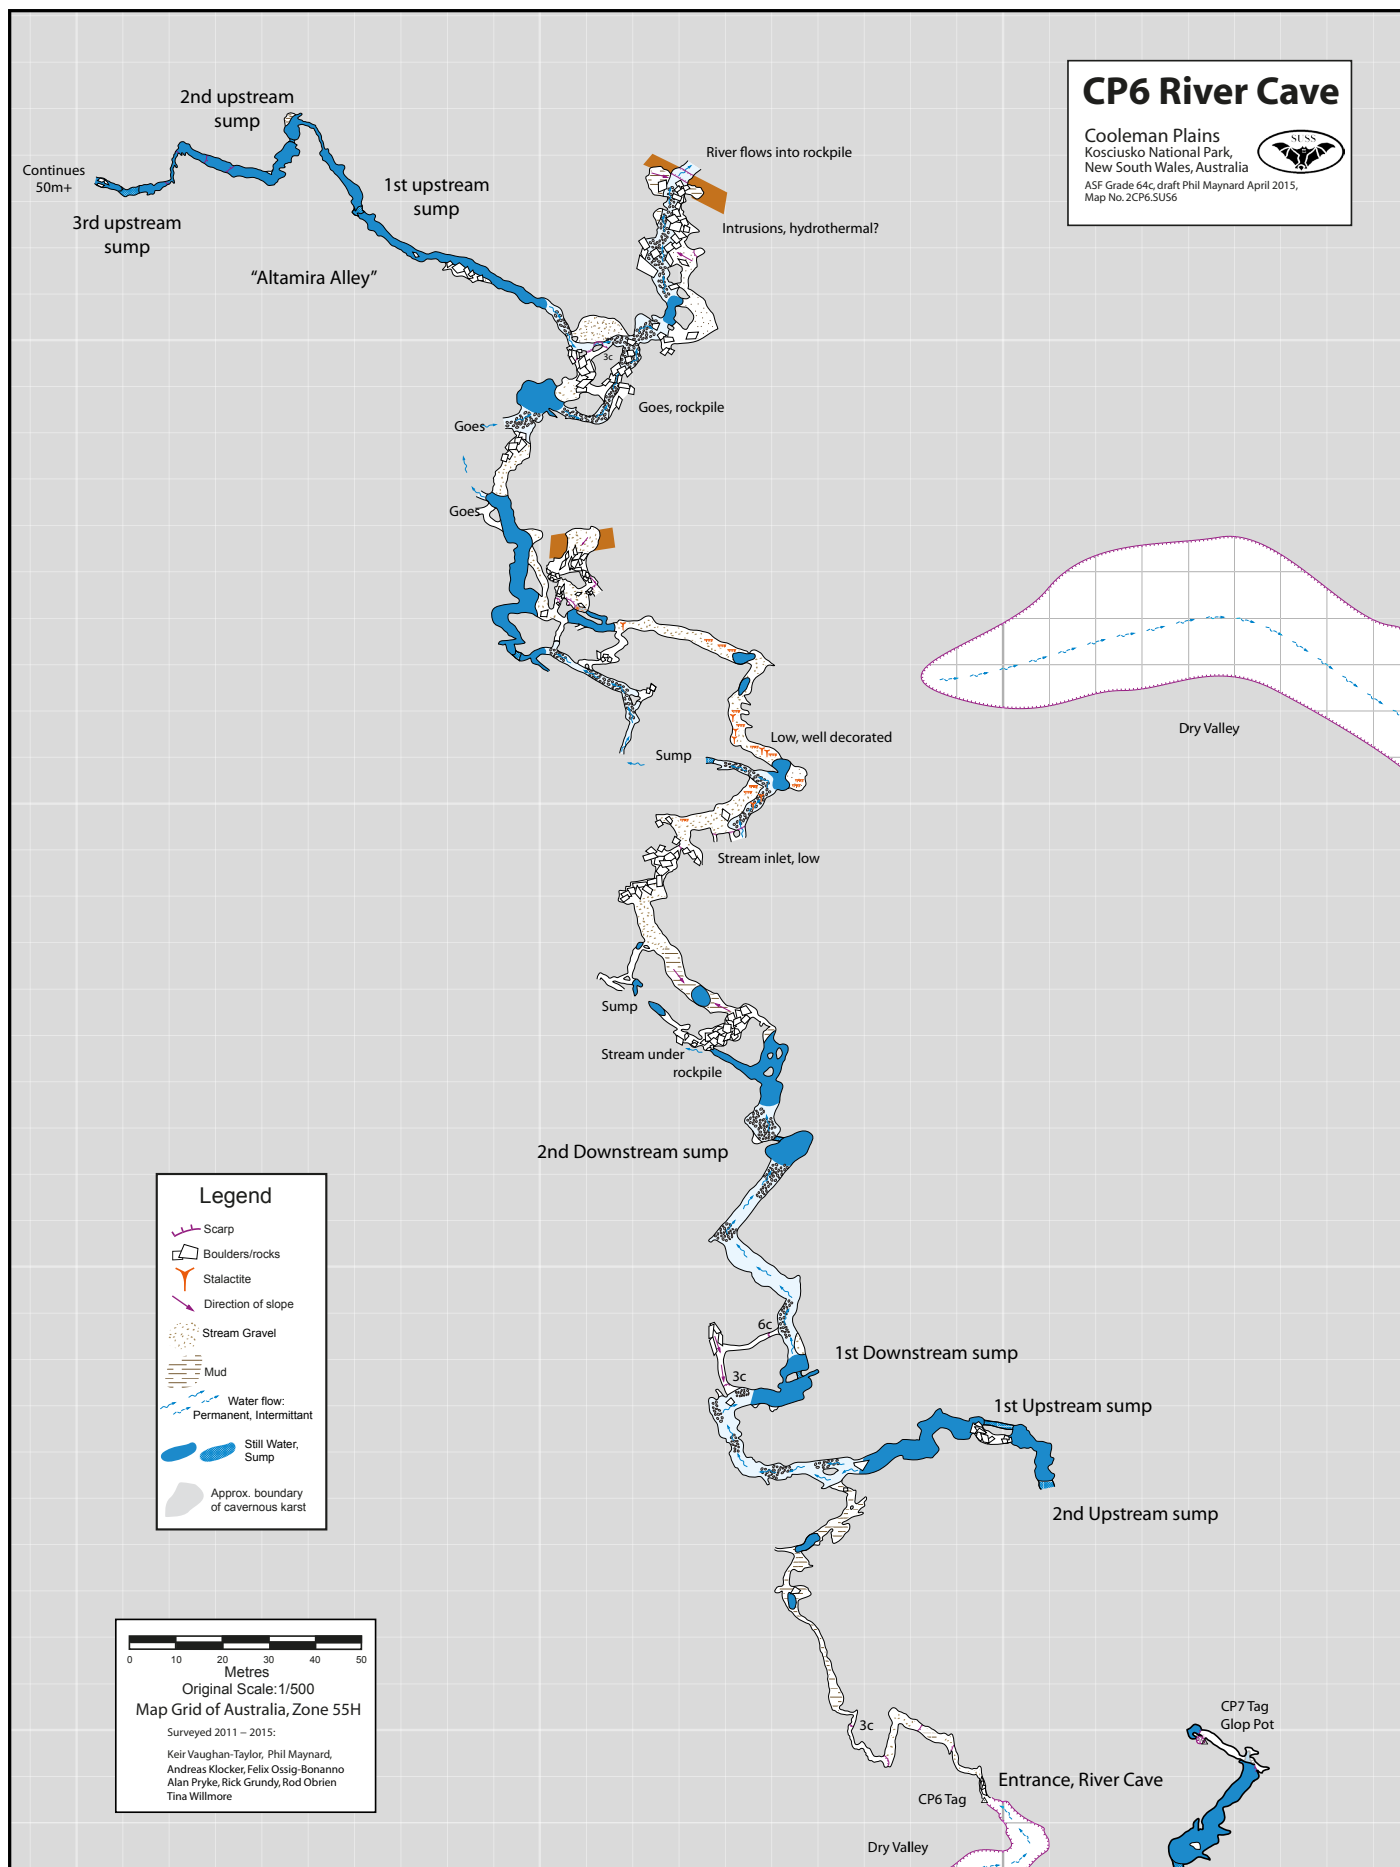 CP6 River Cave
Cooleman Plains
Kosciusko National Park,
New South Wales, Australia
SUSS
ASF Grade 64c, draft Phil Maynard April 2015,
Map No. 2CP6.SUS6
2nd upstream
sump
Continues
50m+
1st upstream
sump
3rd upstream
sump
"Altamira Alley"
River flows into rockpile
Intrusions, hydrothermal?
3c
Goes, rockpile
Goes
Goes
Dry Valley
Low, well decorated
Sump
Stream inlet, low
Sump
Stream under
rockpile
2nd Downstream sump
6c
3c
1st Downstream sump
1st Upstream sump
2nd Upstream sump
Legend
Scarp
Boulders/rocks
Stalactite
Direction of slope
Stream Gravel
Mud
Water flow:
Permanent, Intermittant
Still Water,
Sump
Approx. boundary
of cavernous karst
0 10 20 30 40 50
Metres
Original Scale:1/500
Map Grid of Australia, Zone 55H
Surveyed 2011 – 2015:
Keir Vaughan-Taylor, Phil Maynard,
Andreas Klocker, Felix Ossig-Bonanno
Alan Pryke, Rick Grundy, Rod Obrien
Tina Willmore
3c
CP7 Tag
Glop Pot
Entrance, River Cave
CP6 Tag
Dry Valley